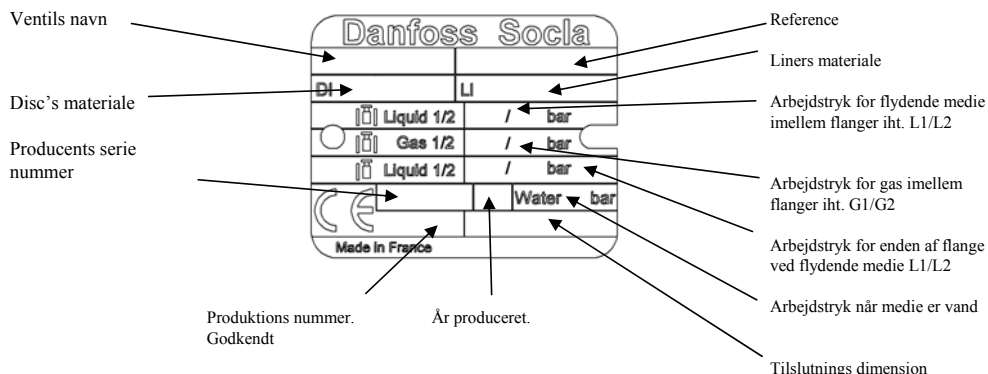 Ventils navn
Disc's materiale
Producents serie
nummer
Danfoss Socla
DI LI
Liquid 1/2 / bar
Gas 1/2 / bar
Liquid 1/2 / bar
CE Water bar
Made in France
Produktions nummer.
Godkendt
År produceret.
Reference
Liners materiale
Arbejdstryk for flydende medie
imellem flanger iht. L1/L2
Arbejdstryk for gas imellem
flanger iht. G1/G2
Arbejdstryk for enden af flange
ved flydende medie L1/L2
Arbejdstryk når medie er vand
Tilslutnings dimension